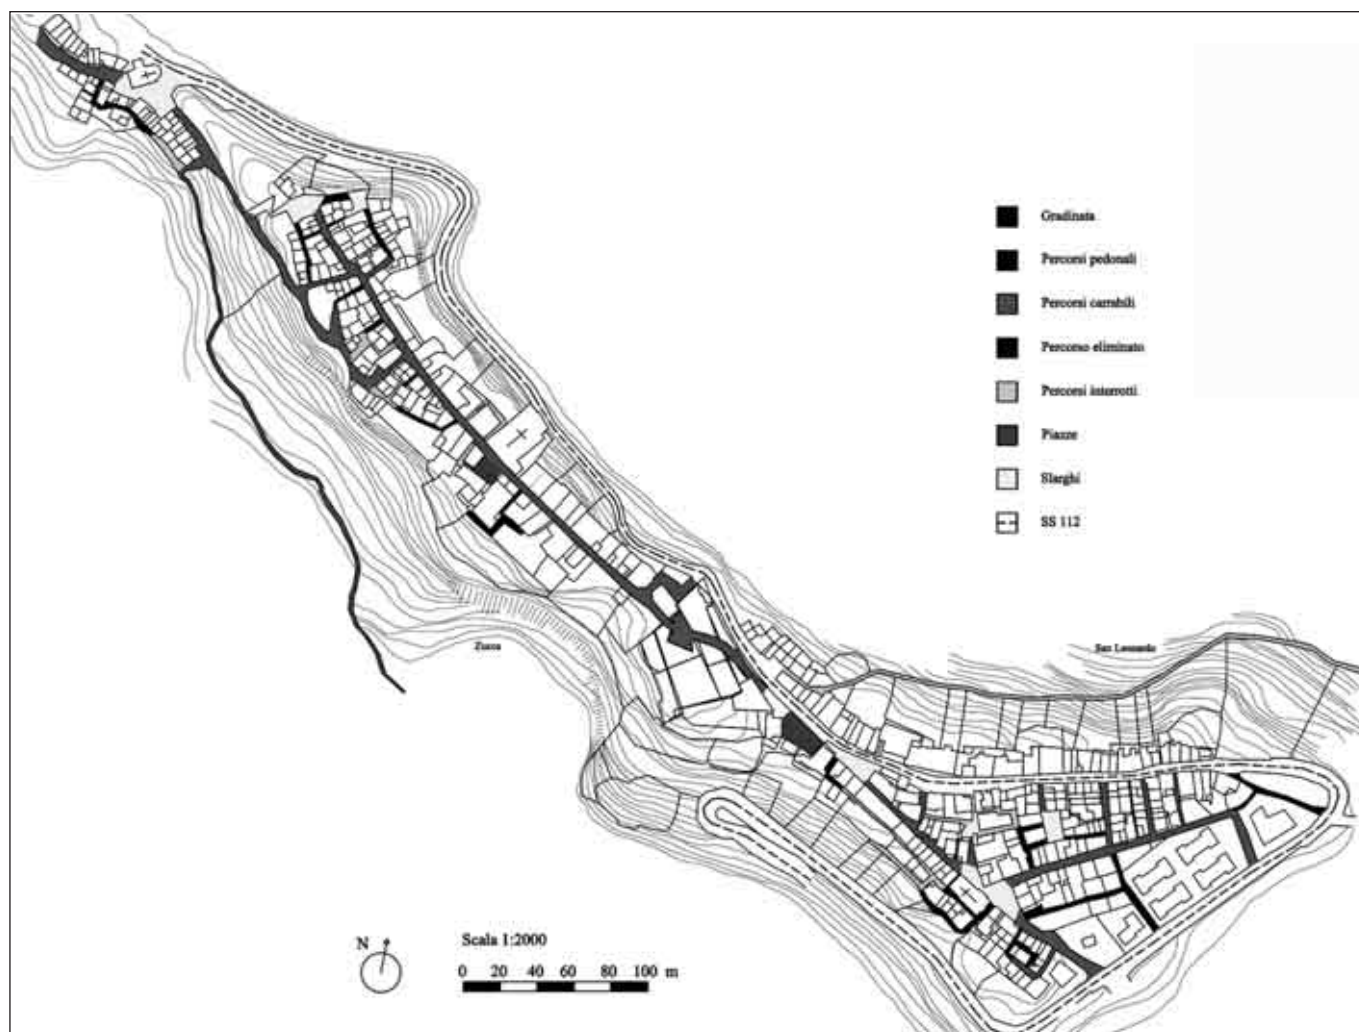 Gradinata
Percorsi pedonali
Percorsi carrabili
Percorso eliminato
Percorsi interrotti
Piazze
Slarghi
SS 112
Zurra
San Leonardo
N
Scala 1:2000
0 20 40 60 80 100 m